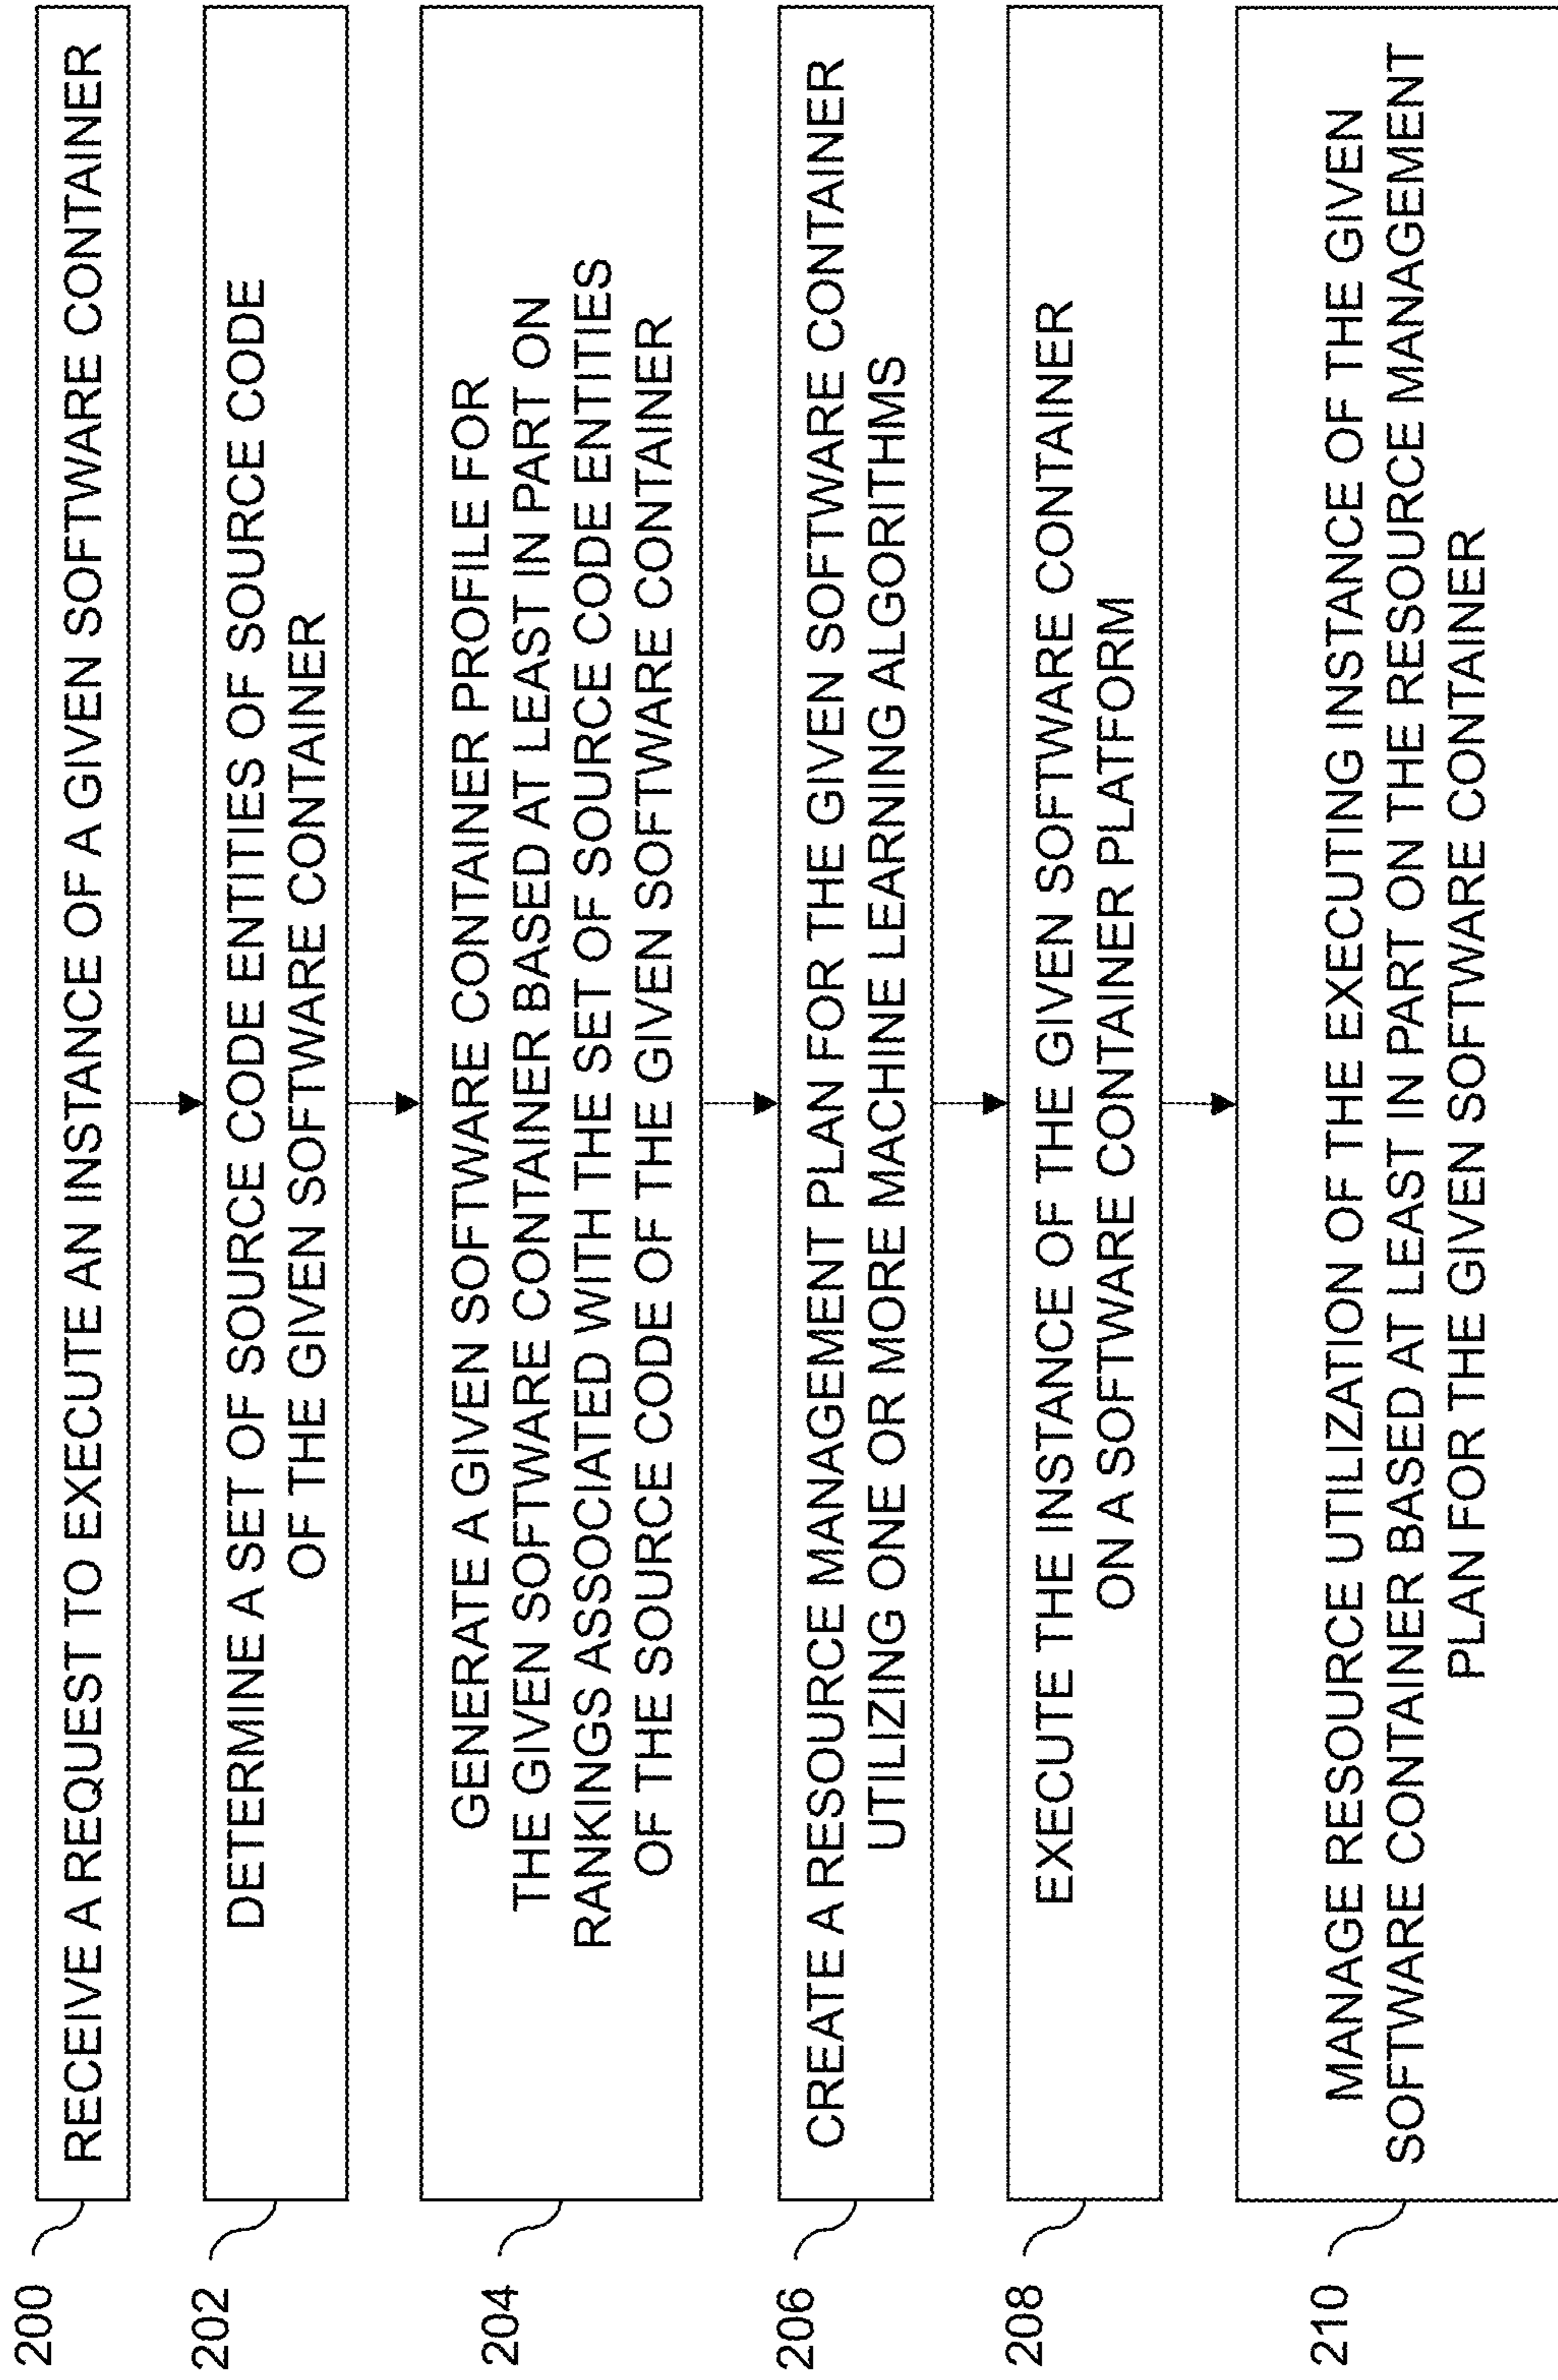 200
RECEIVE A REQUEST TO EXECUTE AN INSTANCE OF A GIVEN SOFTWARE CONTAINER
202
DETERMINE A SET OF SOURCE CODE ENTITIES OF SOURCE CODE
OF THE GIVEN SOFTWARE CONTAINER
204
GENERATE A GIVEN SOFTWARE CONTAINER PROFILE FOR
THE GIVEN SOFTWARE CONTAINER BASED AT LEAST IN PART ON
RANKINGS ASSOCIATED WITH THE SET OF SOURCE CODE ENTITIES
OF THE SOURCE CODE OF THE GIVEN SOFTWARE CONTAINER
206
CREATE A RESOURCE MANAGEMENT PLAN FOR THE GIVEN SOFTWARE CONTAINER
UTILIZING ONE OR MORE MACHINE LEARNING ALGORITHMS
208
EXECUTE THE INSTANCE OF THE GIVEN SOFTWARE CONTAINER
ON A SOFTWARE CONTAINER PLATFORM
210
MANAGE RESOURCE UTILIZATION OF THE EXECUTING INSTANCE OF THE GIVEN
SOFTWARE CONTAINER BASED AT LEAST IN PART ON THE RESOURCE MANAGEMENT
PLAN FOR THE GIVEN SOFTWARE CONTAINER